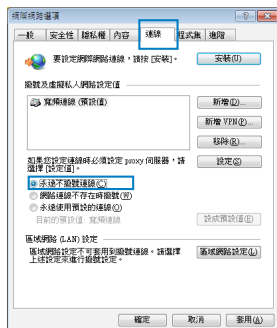 網際網路選項
一般 安全性 隱私權 內容 連線 程式集 進階
要設定網際網路連線，請按 [安裝]。 安裝(U)
撥號及虛擬私人網路設定值
寬頻連線 (預設值) 新增(D)...
新增 VPN(P)...
移除(R)...
如果您設定連線時必須設定 proxy 伺服器，請 設定(S)
選擇 [設定值]。
永遠不撥號連線(C)
網路連線不存在時撥號(W)
永遠使用預設的連線(O)
目前的預設值: 寬頻連線 設成預設值(E)
區域網路 (LAN) 設定
區域網路設定不可套用到撥號連線。請選擇 區域網路設定(L)
上述設定來進行撥號設定。
確定 取消 套用(A)